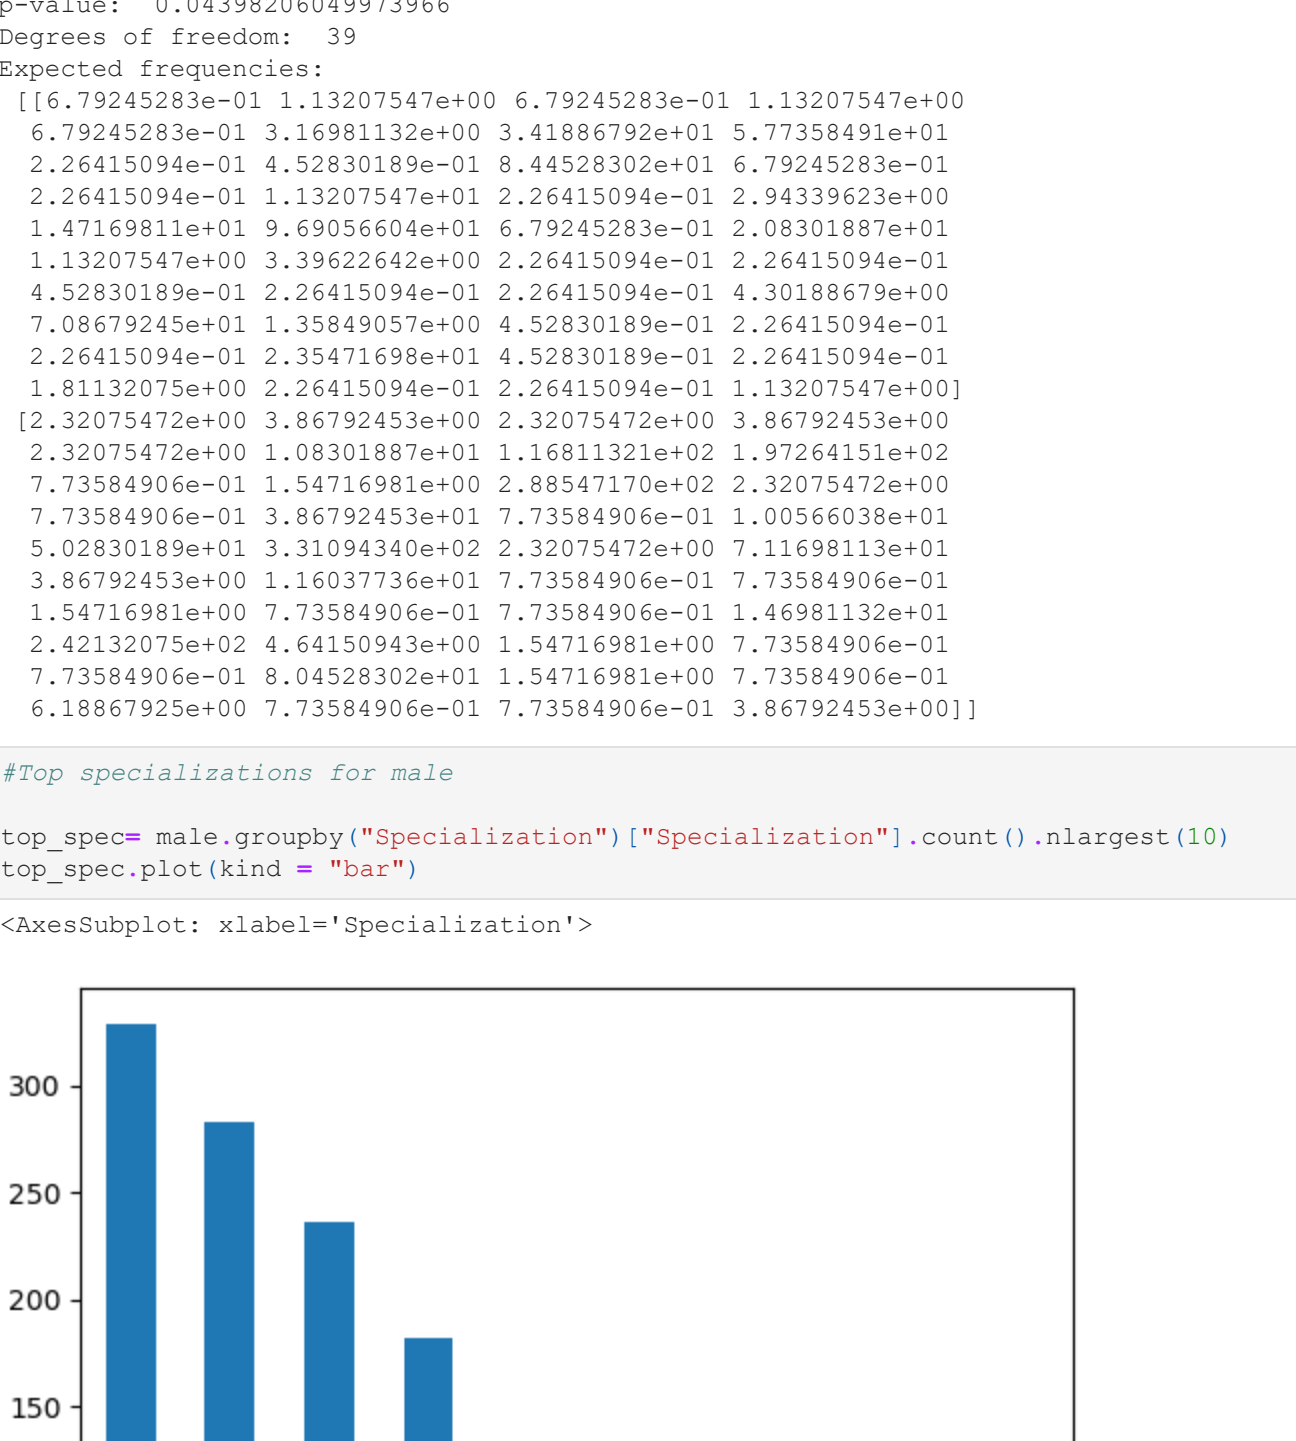 p-value:  0.04398206049973966
Degrees of freedom:  39
Expected frequencies:
[[6.79245283e-01 1.13207547e+00 6.79245283e-01 1.13207547e+00
6.79245283e-01 3.16981132e+00 3.41886792e+01 5.77358491e+01
2.26415094e-01 4.52830189e-01 8.44528302e+01 6.79245283e-01
2.26415094e-01 1.13207547e+01 2.26415094e-01 2.94339623e+00
1.47169811e+01 9.69056604e+01 6.79245283e-01 2.08301887e+01
1.13207547e+00 3.39622642e+00 2.26415094e-01 2.26415094e-01
4.52830189e-01 2.26415094e-01 2.26415094e-01 4.30188679e+00
7.08679245e+01 1.35849057e+00 4.52830189e-01 2.26415094e-01
2.26415094e-01 2.35471698e+01 4.52830189e-01 2.26415094e-01
1.81132075e+00 2.26415094e-01 2.26415094e-01 1.13207547e+00]
[2.32075472e+00 3.86792453e+00 2.32075472e+00 3.86792453e+00
2.32075472e+00 1.08301887e+01 1.16811321e+02 1.97264151e+02
7.73584906e-01 1.54716981e+00 2.88547170e+02 2.32075472e+00
7.73584906e-01 3.86792453e+01 7.73584906e-01 1.00566038e+01
5.02830189e+01 3.31094340e+02 2.32075472e+00 7.11698113e+01
3.86792453e+00 1.16037736e+01 7.73584906e-01 7.73584906e-01
1.54716981e+00 7.73584906e-01 7.73584906e-01 1.46981132e+01
2.42132075e+02 4.64150943e+00 1.54716981e+00 7.73584906e-01
7.73584906e-01 8.04528302e+01 1.54716981e+00 7.73584906e-01
6.18867925e+00 7.73584906e-01 7.73584906e-01 3.86792453e+00]]
#Top specializations for male
top_spec= male.groupby("Specialization")["Specialization"].count().nlargest(10)
top_spec.plot(kind = "bar")
<AxesSubplot: xlabel='Specialization'>
300
250
200
150